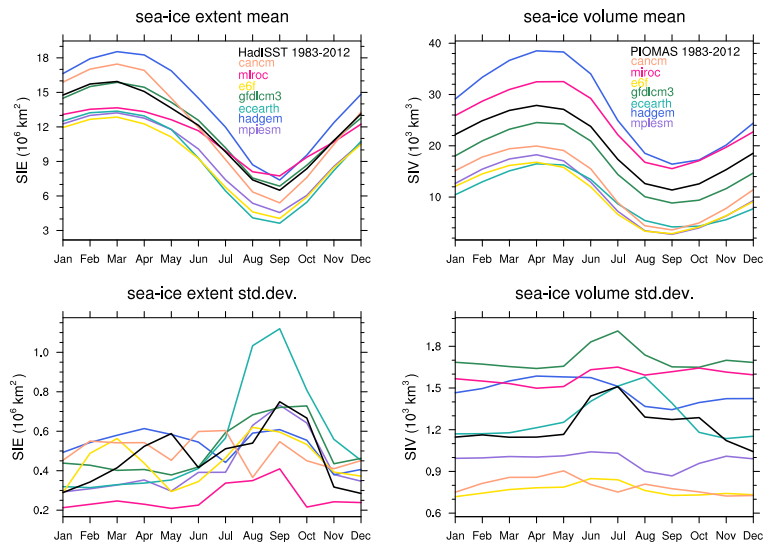 sea-ice extent mean
SIE (10⁶ km²)
18
15
12
9
6
3
HadISST 1983-2012
cancm
miroc
e6f
gfdlcm3
ecearth
hadgem
mpiesm
Jan Feb Mar Apr May Jun Jul Aug Sep Oct Nov Dec
sea-ice volume mean
SIV (10³ km³)
40
30
20
10
PIOMAS 1983-2012
cancm
miroc
e6f
gfdlcm3
ecearth
hadgem
mpiesm
Jan Feb Mar Apr May Jun Jul Aug Sep Oct Nov Dec
sea-ice extent std.dev.
SIE (10⁶ km²)
1.0
0.8
0.6
0.4
0.2
Jan Feb Mar Apr May Jun Jul Aug Sep Oct Nov Dec
sea-ice volume std.dev.
SIV (10³ km³)
1.8
1.5
1.2
0.9
0.6
Jan Feb Mar Apr May Jun Jul Aug Sep Oct Nov Dec